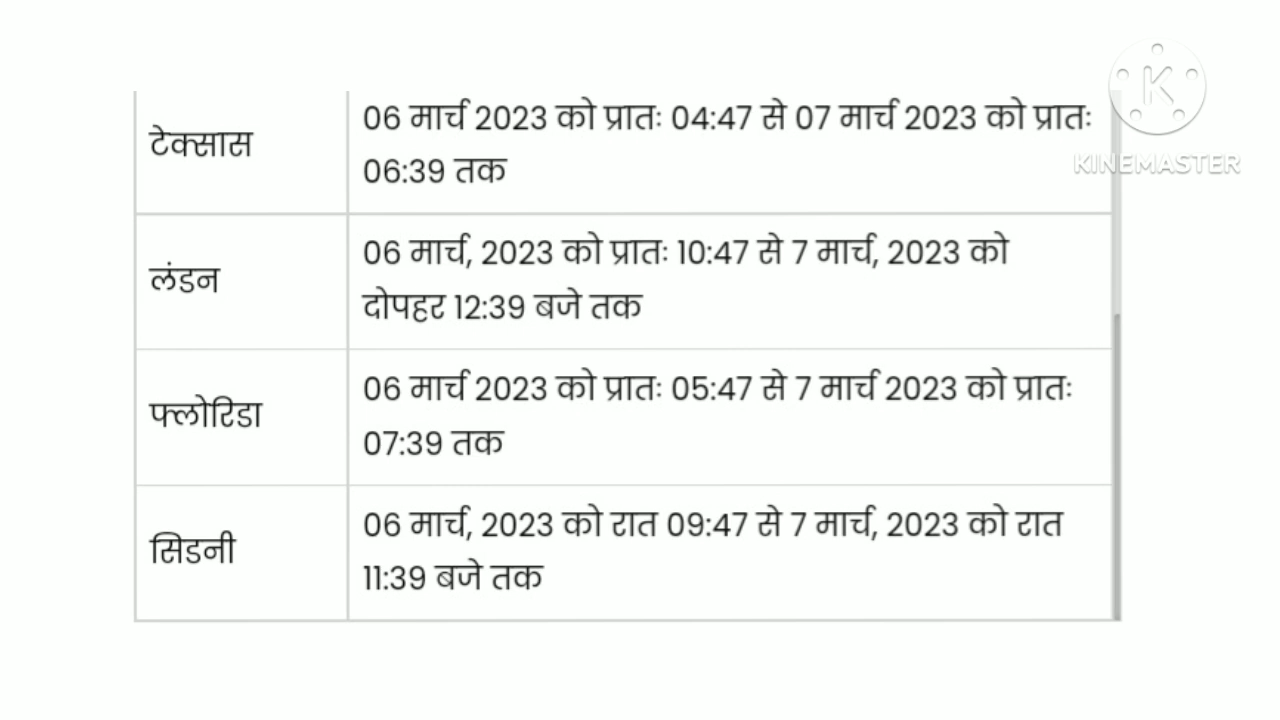 टेक्सास
06 मार्च 2023 को प्रातः 04:47 से 07 मार्च 2023 को प्रातः
06:39 तक
लंडन
06 मार्च, 2023 को प्रातः 10:47 से 7 मार्च, 2023 को
दोपहर 12:39 बजे तक
फ्लोरिडा
06 मार्च 2023 को प्रातः 05:47 से 7 मार्च 2023 को प्रातः
07:39 तक
सिडनी
06 मार्च, 2023 को रात 09:47 से 7 मार्च, 2023 को रात
11:39 बजे तक
K
KINEMASTER